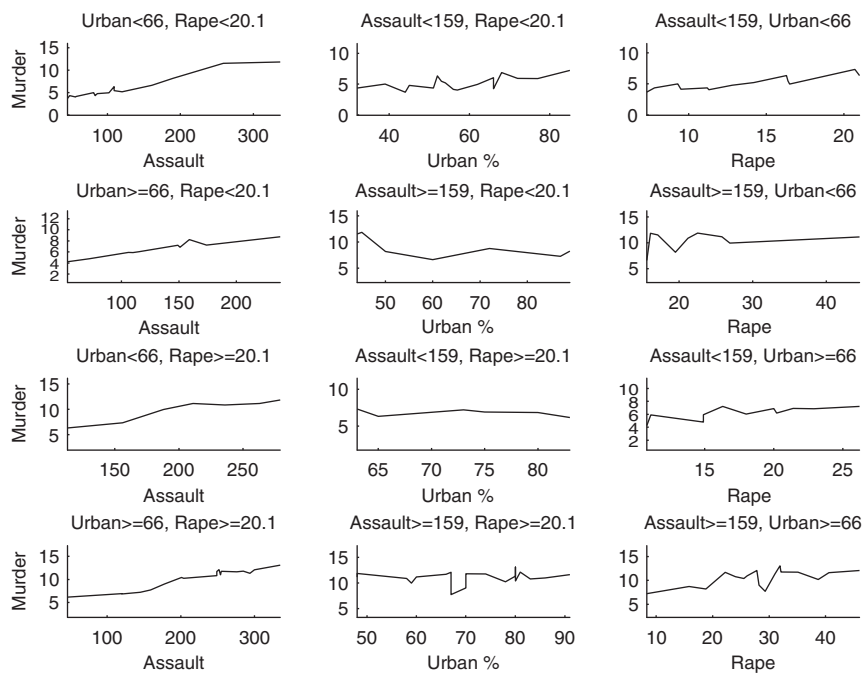 Urban<66, Rape<20.1
Assault<159, Rape<20.1
Assault<159, Urban<66
15
10
5
0
Murder
100 200 300
Assault
10
5
0
40 60 80
Urban %
10
5
0
10 15 20
Rape
Urban>=66, Rape<20.1
Assault>=159, Rape<20.1
Assault>=159, Urban<66
12
10
8
6
4
2
Murder
100 150 200
Assault
15
10
5
50 60 70 80
Urban %
15
10
5
20 30 40
Rape
Urban<66, Rape>=20.1
Assault<159, Rape>=20.1
Assault<159, Urban>=66
15
10
5
Murder
150 200 250
Assault
10
5
0
65 70 75 80
Urban %
10
8
6
4
2
15 20 25
Rape
Urban>=66, Rape>=20.1
Assault>=159, Rape>=20.1
Assault>=159, Urban>=66
15
10
5
Murder
100 200 300
Assault
15
10
5
50 60 70 80 90
Urban %
15
10
5
10 20 30 40
Rape